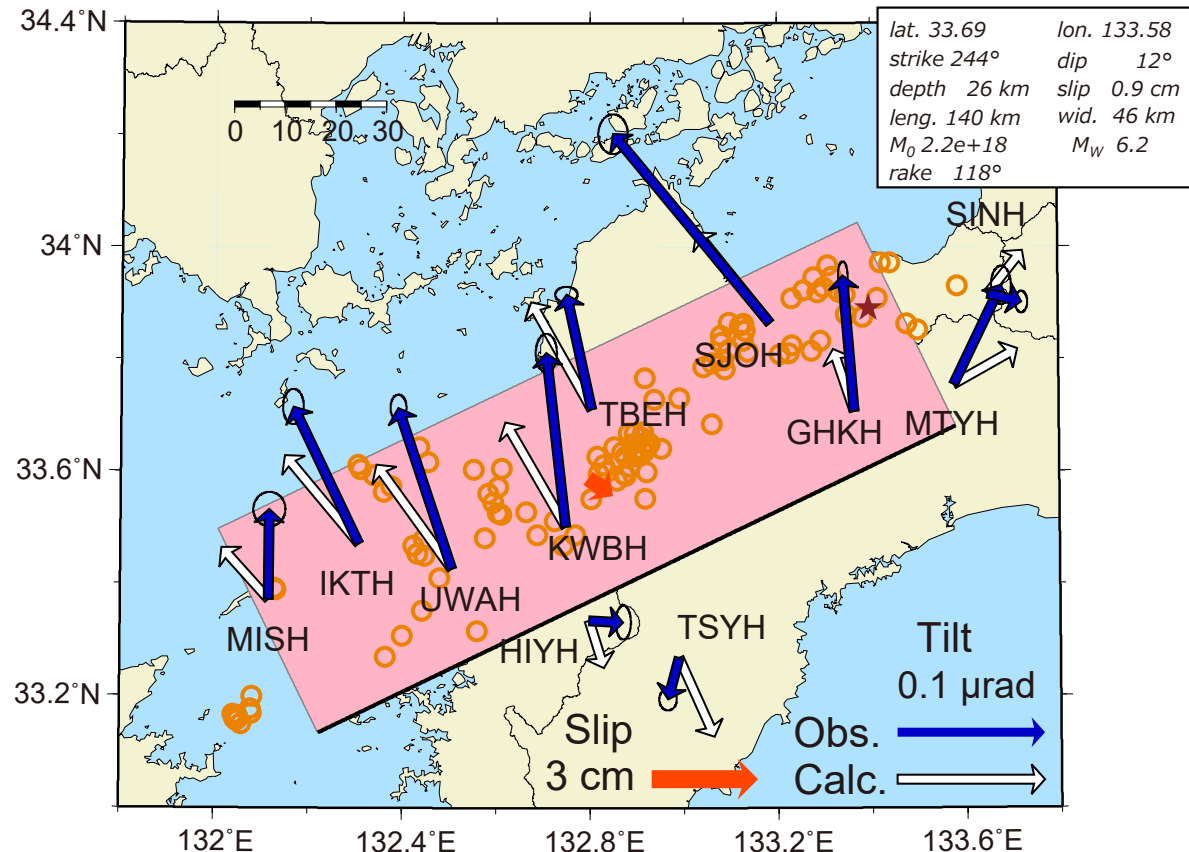 34.4°N
34°N
33.6°N
33.2°N
132°E
132.4°E
132.8°E
133.2°E
133.6°E
0 10 20 30
lat. 33.69 lon. 133.58
strike 244° dip 12°
depth 26 km slip 0.9 cm
leng. 140 km wid. 46 km
M₀ 2.2e+18 M_W 6.2
rake 118°
SINH
SJOH
TBEH
GHKH
MTYH
KWBH
IKTH
UWAH
MISH
HIYH
TSYH
Tilt
0.1 μrad
Slip
3 cm
Obs.
Calc.